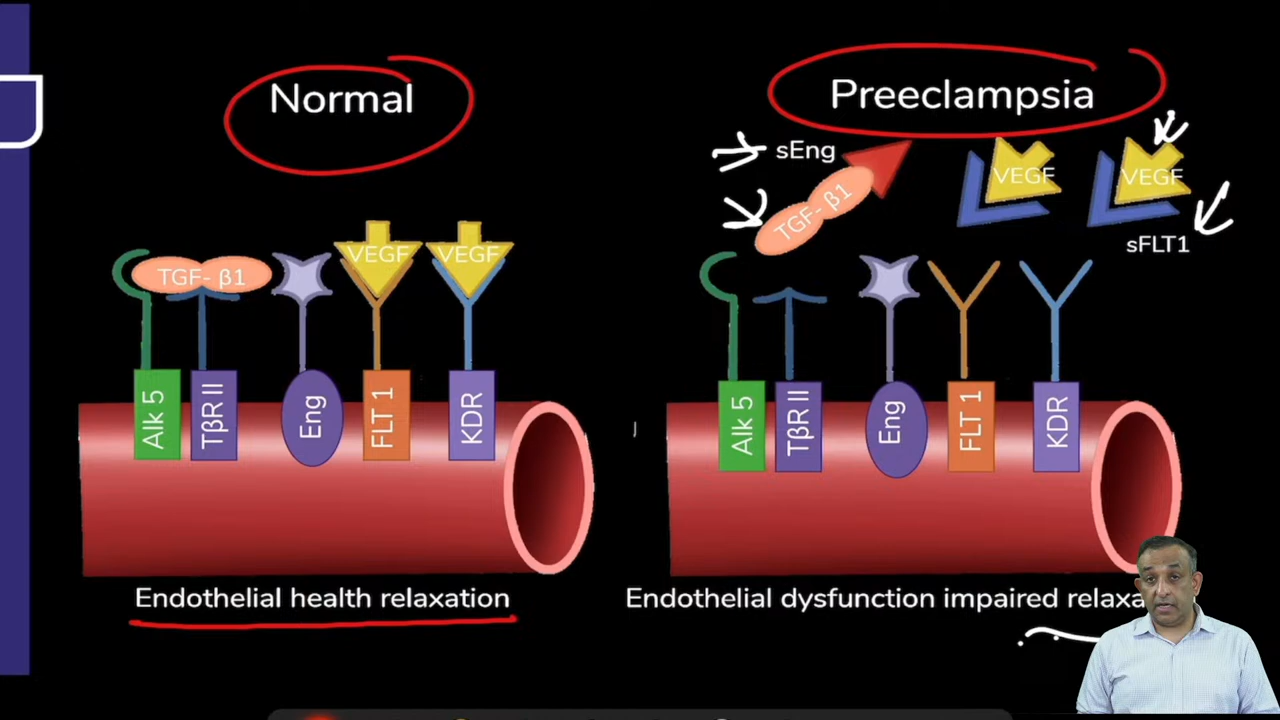 Normal
TGF- β1
VEGF
VEGF
Alk 5
TβR II
Eng
FLT 1
KDR
Endothelial health relaxation
Preeclampsia
sEng
TGF- β1
VEGF
VEGF
sFLT1
Alk 5
TβR II
Eng
FLT 1
KDR
Endothelial dysfunction impaired relaxa